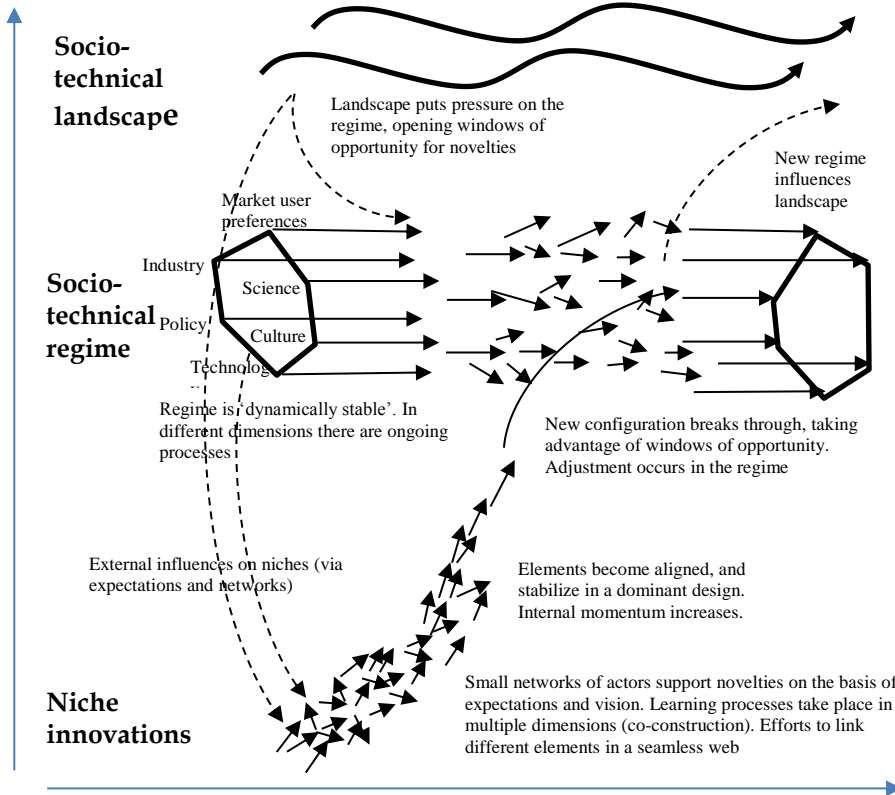 Socio-
technical
landscape
Landscape puts pressure on the
regime, opening windows of
opportunity for novelties
New regime
influences
landscape
Market user
preferences
Industry
Science
Socio-
technical
regime
Policy
Culture
Technolog
Regime is ‘dynamically stable’. In
different dimensions there are ongoing
processes
New configuration breaks through, taking
advantage of windows of opportunity.
Adjustment occurs in the regime
External influences on niches (via
expectations and networks)
Elements become aligned, and
stabilize in a dominant design.
Internal momentum increases.
Niche
innovations
Small networks of actors support novelties on the basis of
expectations and vision. Learning processes take place in
multiple dimensions (co-construction). Efforts to link
different elements in a seamless web